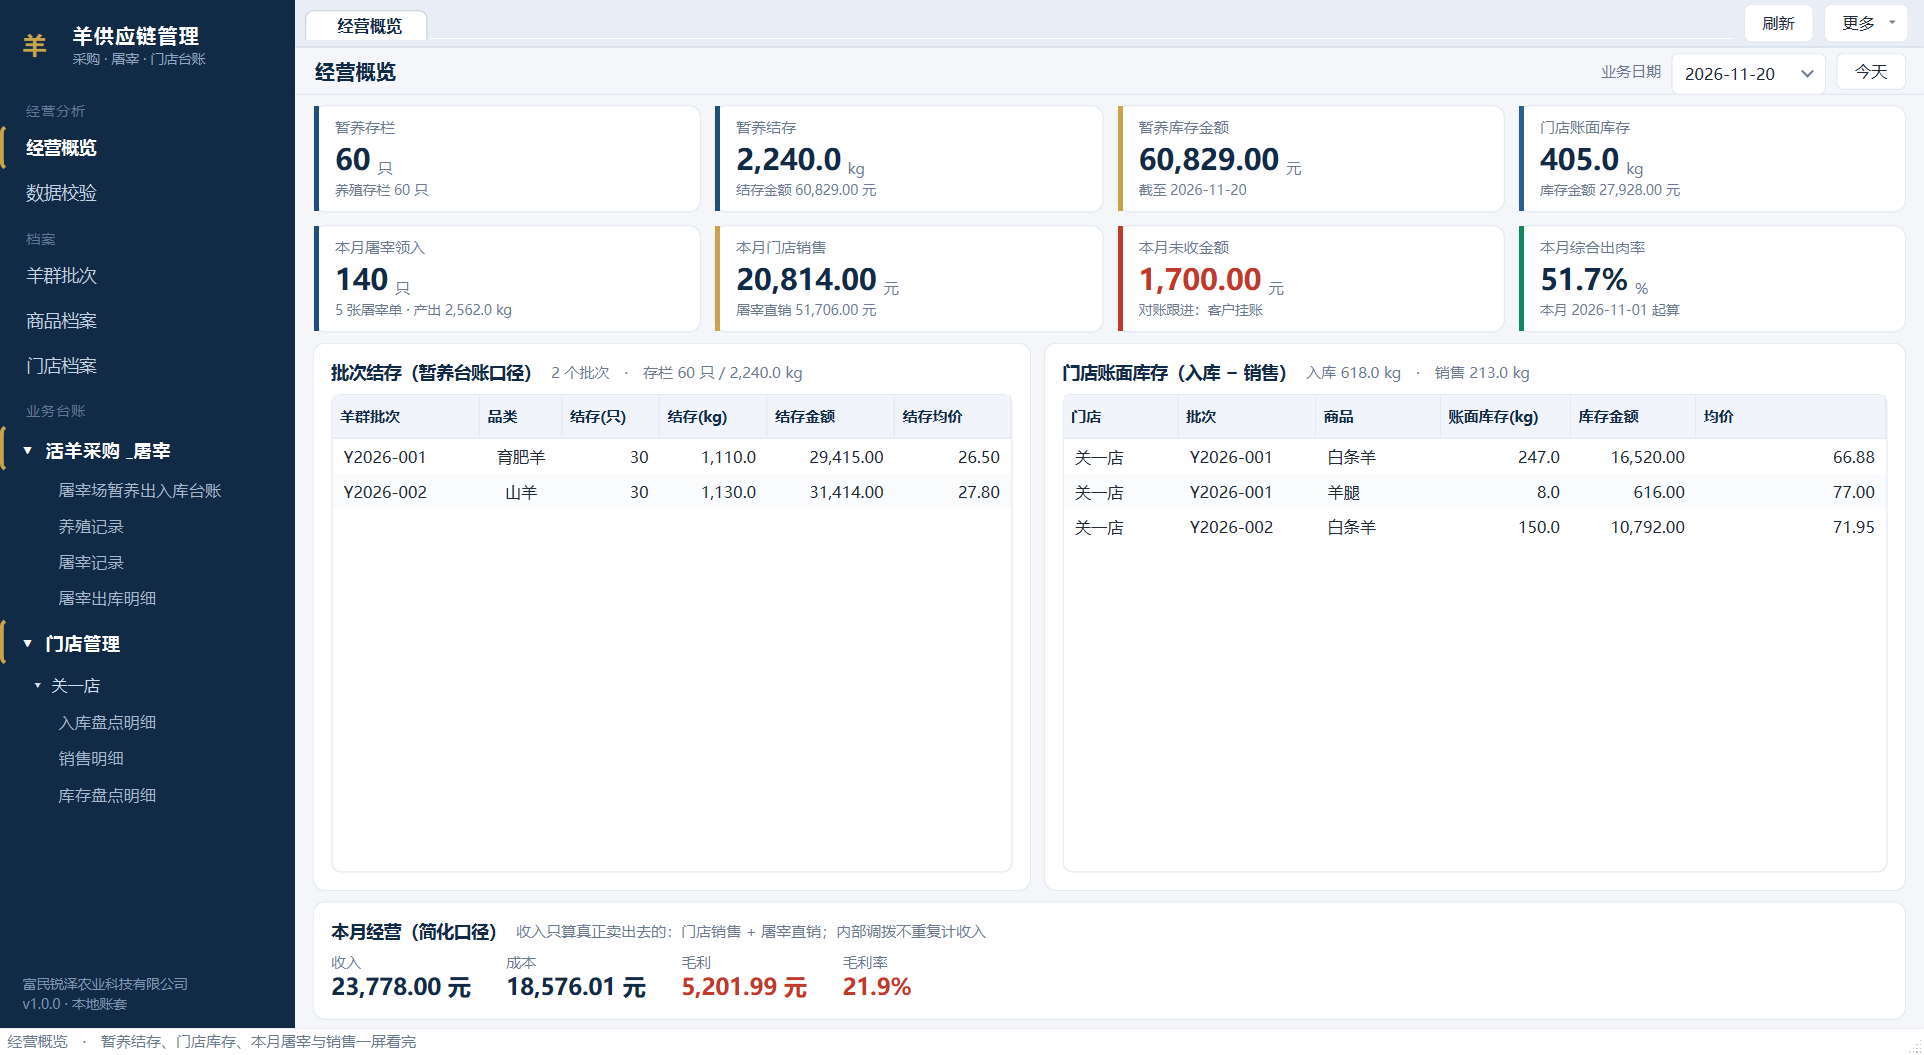 羊
羊供应链管理
采购 · 屠宰 · 门店台账
经营分析
经营概览
数据校验
档案
羊群批次
商品档案
门店档案
业务台账
活羊采购 _屠宰
屠宰场暂养出入库台账
养殖记录
屠宰记录
屠宰出库明细
门店管理
关一店
入库盘点明细
销售明细
库存盘点明细
富民锐泽农业科技有限公司
v1.0.0 · 本地账套
经营概览
刷新
更多
经营概览
业务日期
2026-11-20
今天
暂养存栏
60 只
养殖存栏 60 只
暂养结存
2,240.0 kg
结存金额 60,829.00 元
暂养库存金额
60,829.00 元
截至 2026-11-20
门店账面库存
405.0 kg
库存金额 27,928.00 元
本月屠宰领入
140 只
5 张屠宰单 · 产出 2,562.0 kg
本月门店销售
20,814.00 元
屠宰直销 51,706.00 元
本月未收金额
1,700.00 元
对账跟进：客户挂账
本月综合出肉率
51.7% %
本月 2026-11-01 起算
批次结存（暂养台账口径） 2 个批次 · 存栏 60 只 / 2,240.0 kg
羊群批次 品类 结存(只) 结存(kg) 结存金额 结存均价
Y2026-001 育肥羊 30 1,110.0 29,415.00 26.50
Y2026-002 山羊 30 1,130.0 31,414.00 27.80
门店账面库存（入库 − 销售） 入库 618.0 kg · 销售 213.0 kg
门店 批次 商品 账面库存(kg) 库存金额 均价
关一店 Y2026-001 白条羊 247.0 16,520.00 66.88
关一店 Y2026-001 羊腿 8.0 616.00 77.00
关一店 Y2026-002 白条羊 150.0 10,792.00 71.95
本月经营（简化口径） 收入只算真正卖出去的：门店销售 + 屠宰直销；内部调拨不重复计收入
收入 成本 毛利 毛利率
23,778.00 元 18,576.01 元 5,201.99 元 21.9%
经营概览 · 暂养结存、门店库存、本月屠宰与销售一屏看完